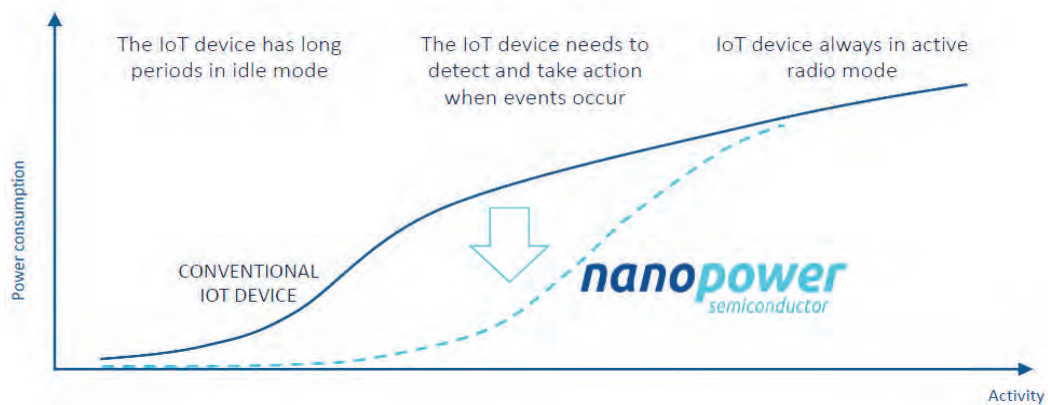 The IoT device has long
periods in idle mode
The IoT device needs to
detect and take action
when events occur
IoT device always in active
radio mode
Power consumption
CONVENTIONAL
IOT DEVICE
nanopower
semiconductor
Activity